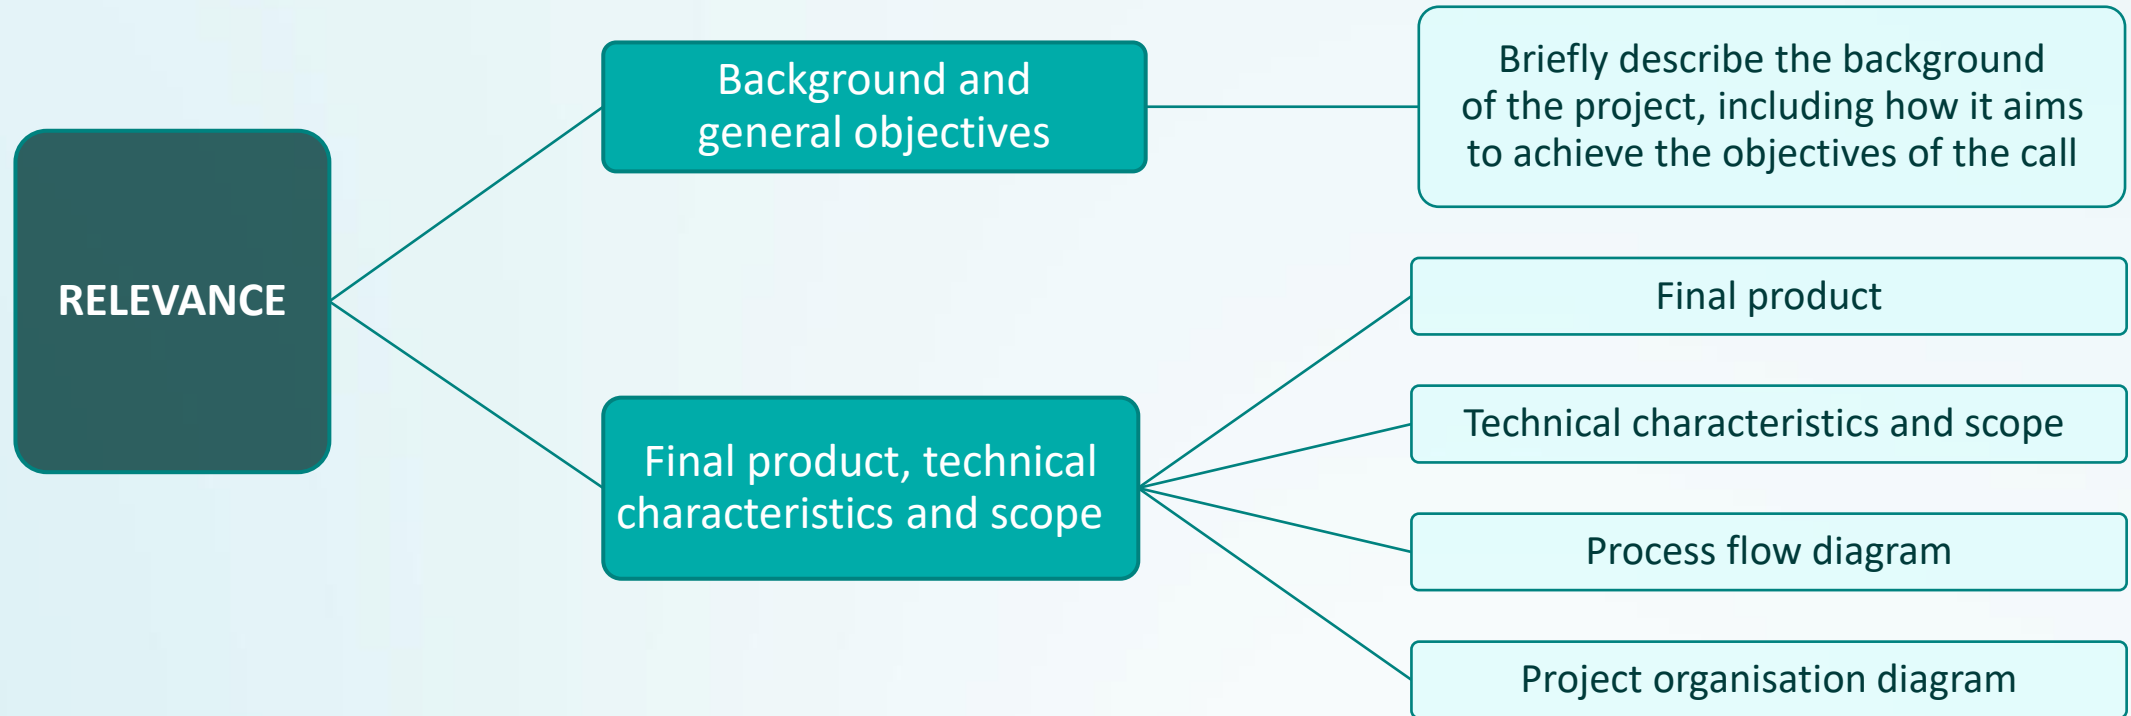 RELEVANCE
Background and
general objectives
Briefly describe the background
of the project, including how it aims
to achieve the objectives of the call
Final product, technical
characteristics and scope
Final product
Technical characteristics and scope
Process flow diagram
Project organisation diagram